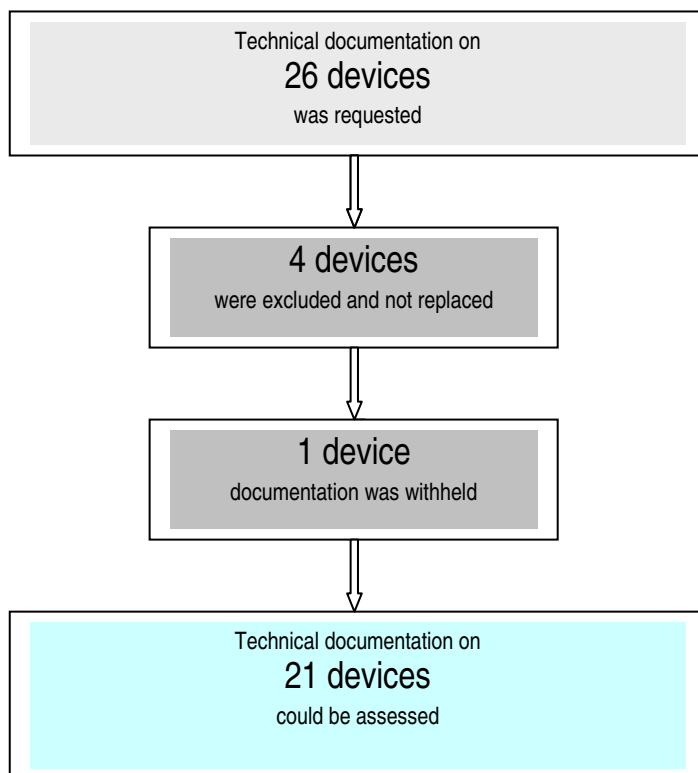 Technical documentation on
26 devices
was requested
4 devices
were excluded and not replaced
1 device
documentation was withheld
Technical documentation on
21 devices
could be assessed